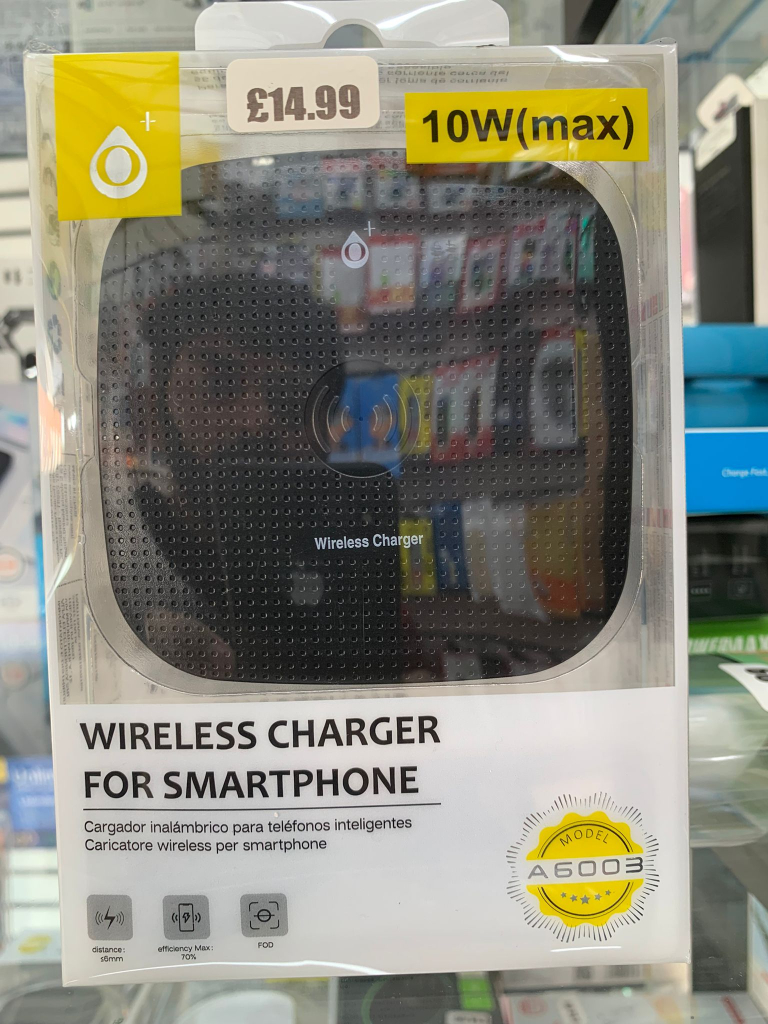 £14.99
10W(max)
Wireless Charger
WIRELESS CHARGER
FOR SMARTPHONE
Cargador inalámbrico para teléfonos inteligentes
Caricatore wireless per smartphone
MODEL
A6003
distance:
≤6mm
efficiency Max:
70%
FOD